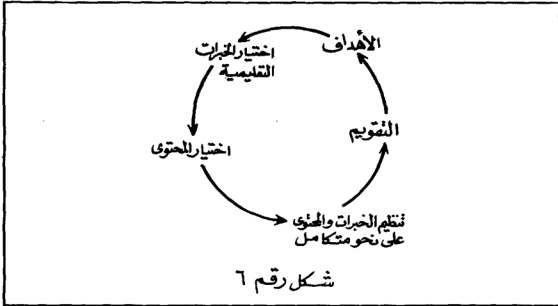 الأهداف
اختيار الخبرات
التعليمية
اختيار المحتوى
تنظيم الخبرات والمحتوى
على نحو متكامل
التقويم
شكل رقم ٦